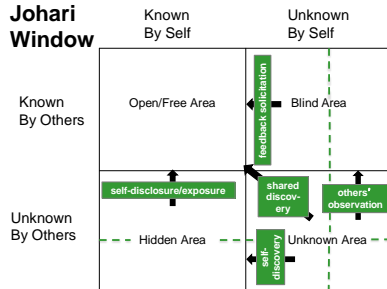 Johari
Window
Known
By Self
Unknown
By Self
Known
By Others
Open/Free Area
feedback solicitation
Blind Area
self-disclosure/exposure
shared
discov-
ery
others'
observation
Unknown
By Others
Hidden Area
self-
discovery
Unknown Area